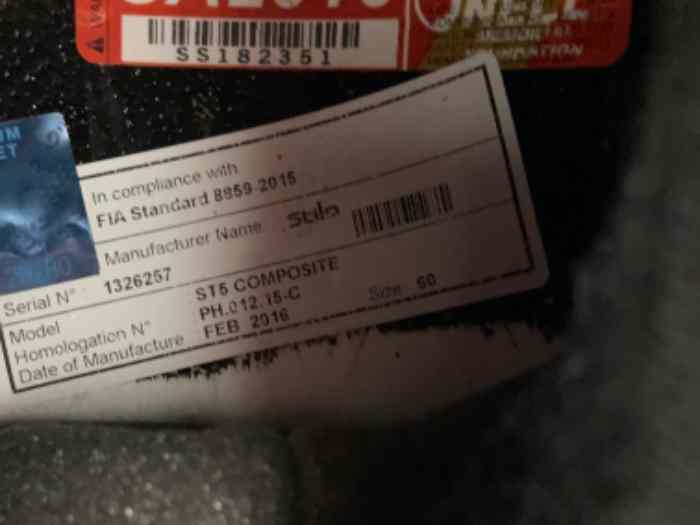 SA2015
SS182351
In compliance with
FIA Standard 8859-2015
Manufacturer Name Stilo
Serial N° 1326257
Model ST5 COMPOSITE
Homologation N° PH.012.15-C Size 60
Date of Manufacture FEB 2016